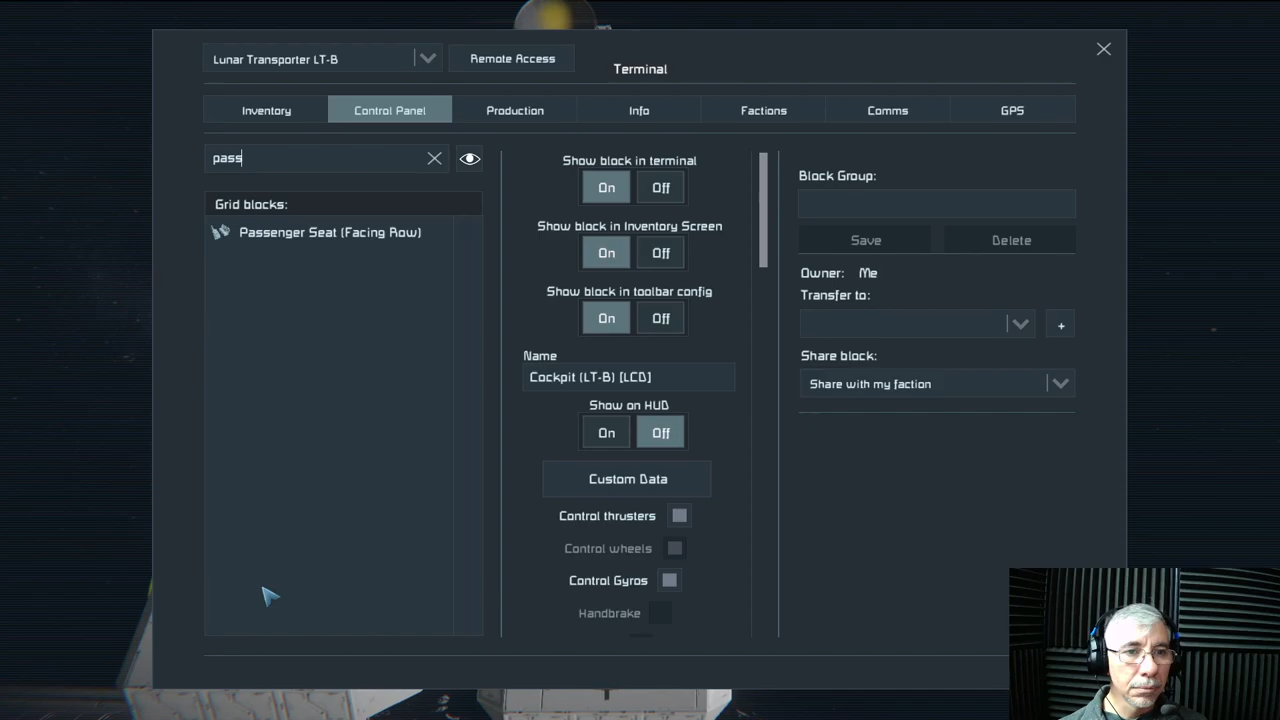 Lunar Transporter LT-B
Remote Access
Terminal
Inventory
Control Panel
Production
Info
Factions
Comms
GPS
pass
Grid blocks:
Passenger Seat (Facing Row)
Show block in terminal
On Off
Show block in Inventory Screen
On Off
Show block in toolbar config
On Off
Name
Cockpit (LT-B) [LCD]
Show on HUD
On Off
Custom Data
Control thrusters
Control wheels
Control Gyros
Handbrake
Block Group:
Save Delete
Owner: Me
Transfer to:
+
Share block:
Share with my faction